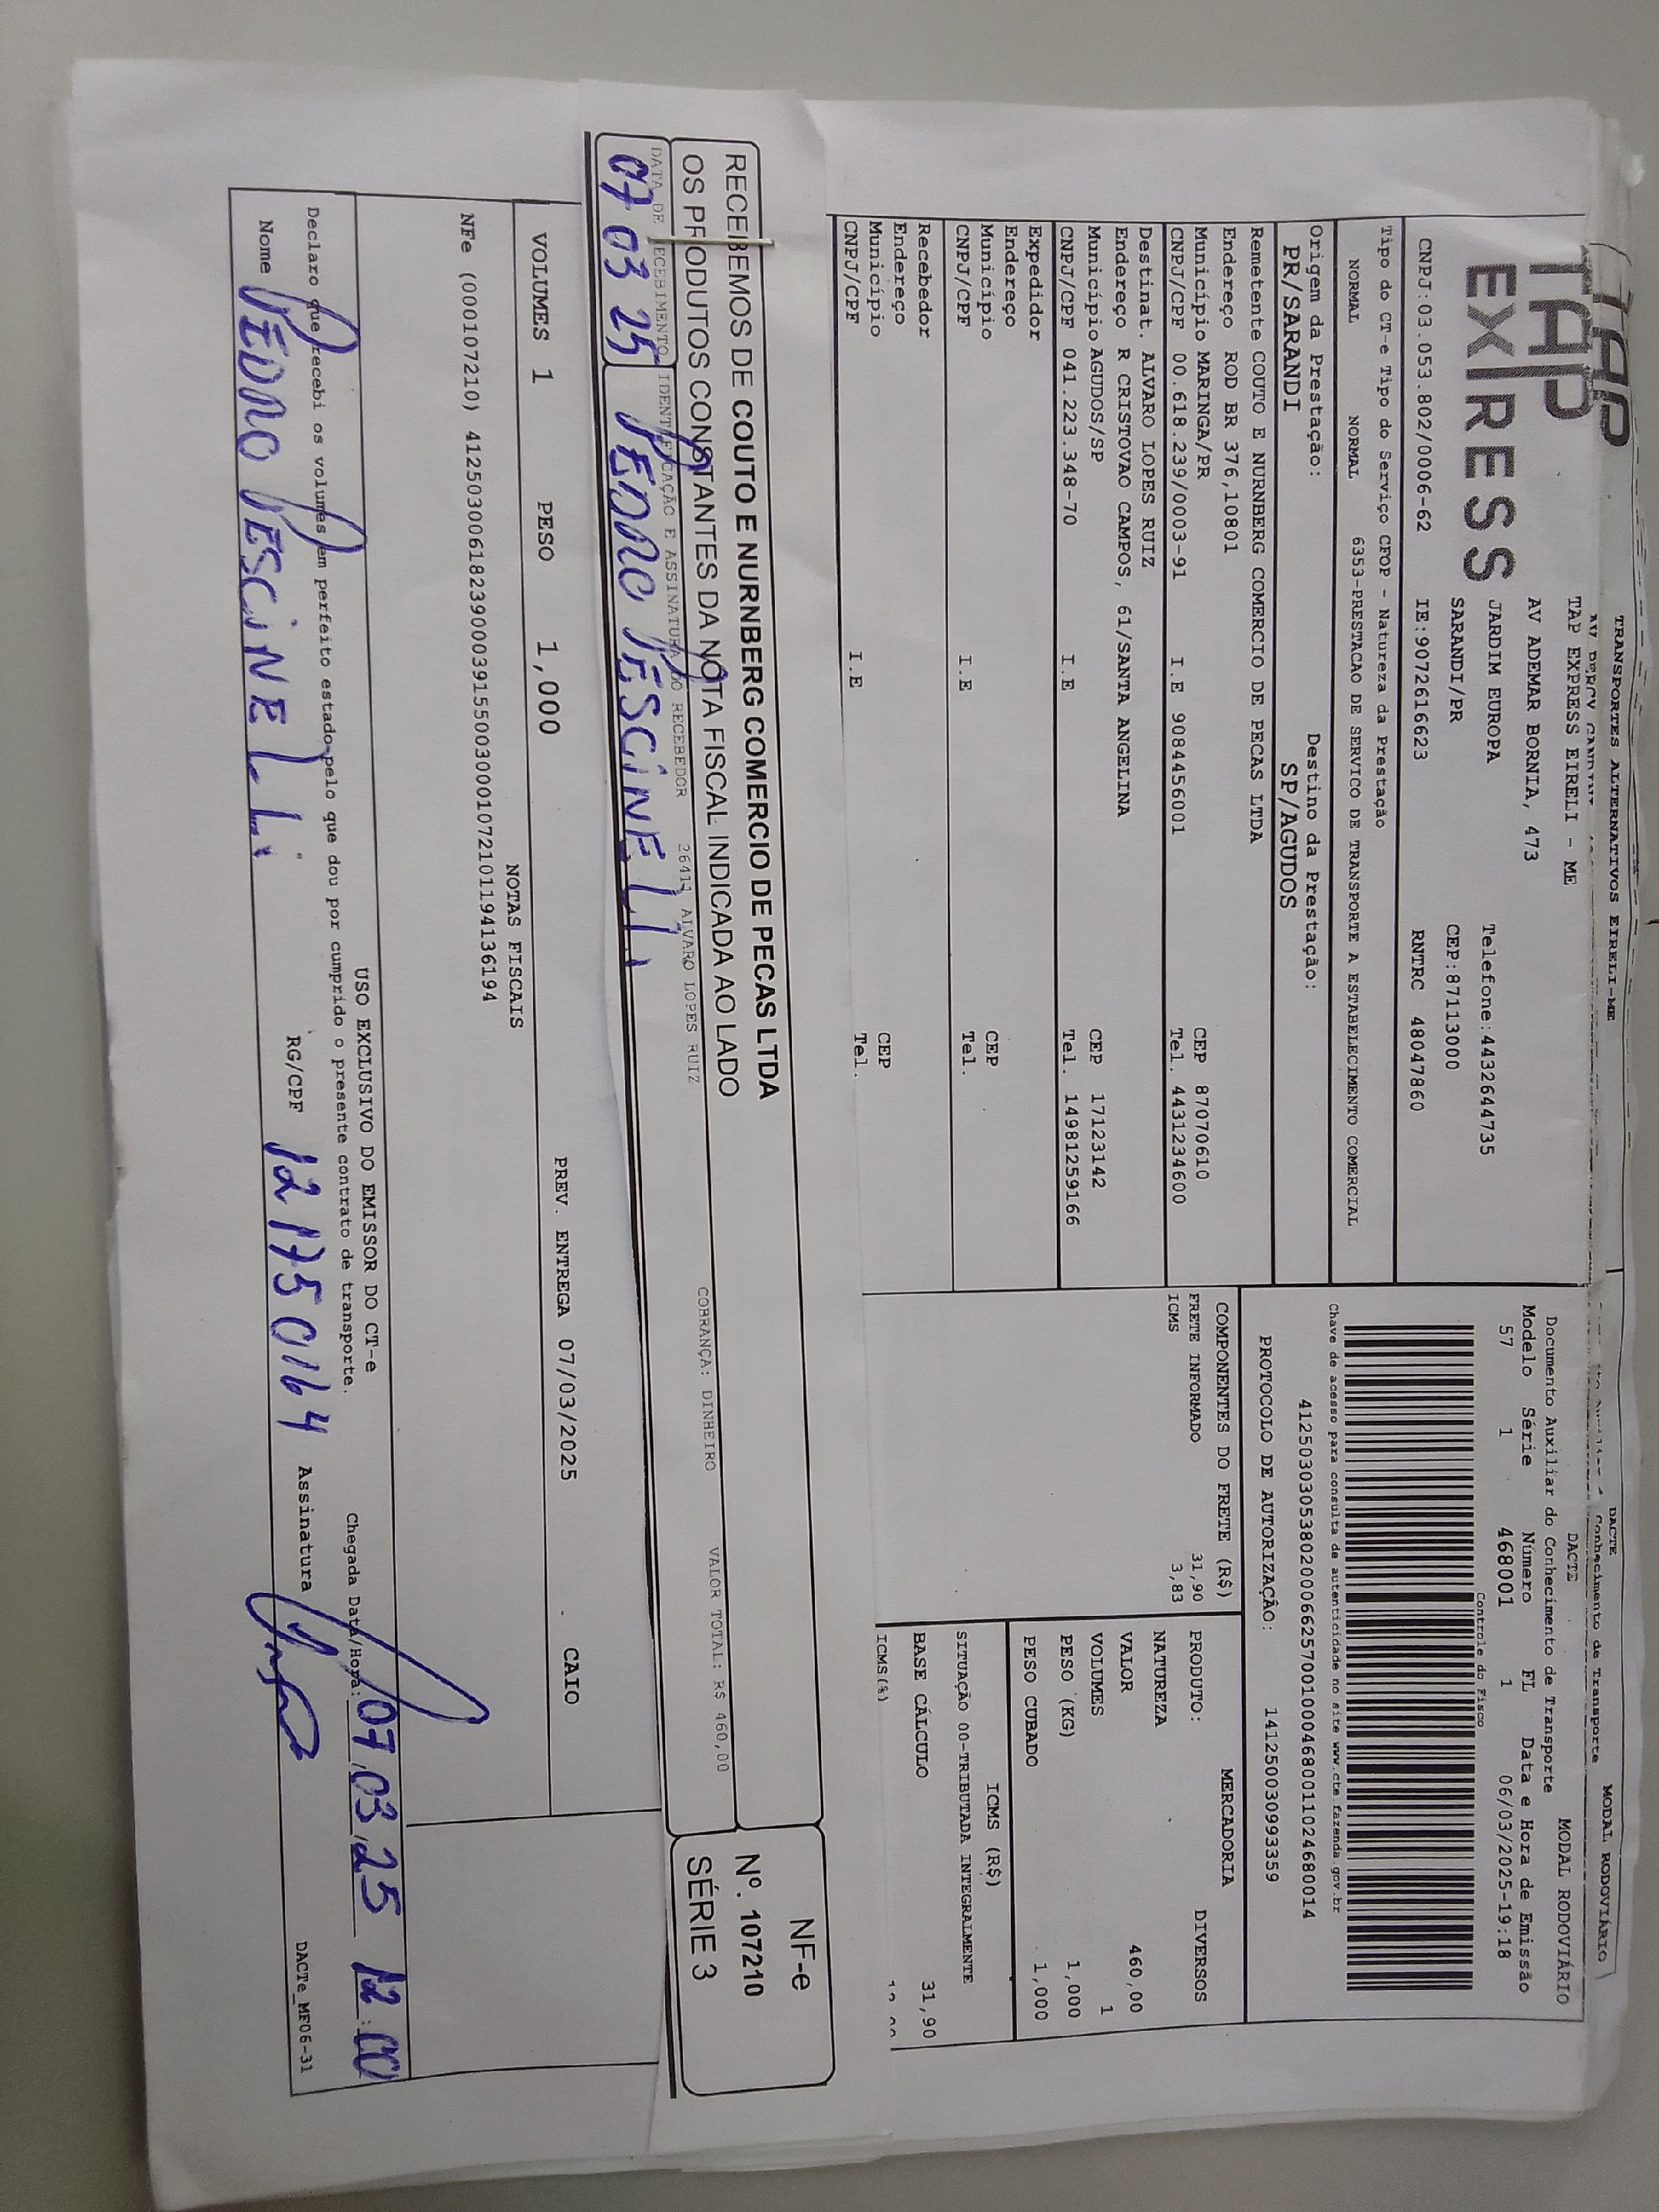 TRANSPORTES ALTERNATIVOS EIRELI-ME
DACTE
MODAL RODOVIÁRIO
Conhecimento de Transporte
TAP
TAP EXPRESS
TAP EXPRESS EIRELI - ME
AV ADEMAR BORNIA, 473
JARDIM EUROPA
Telefone:4432644735
SARANDI/PR
CEP:87113000
CNPJ:03.053.802/0006-62 IE:9072616623 RNTRC 48047860
DACTE
MODAL RODOVIÁRIO
Documento Auxiliar do Conhecimento de Transporte
Modelo Série Número FL Data e Hora de Emissão
57 1 468001 1 06/03/2025-19:18
Controle do Fisco
Chave de acesso para consulta de autenticidade no site www.cte.fazenda.gov.br
41250303053802000662570010004680011024680014
PROTOCOLO DE AUTORIZAÇÃO: 141250030993359
Tipo do CT-e Tipo do Serviço CFOP - Natureza da Prestação
NORMAL NORMAL 6353-PRESTACAO DE SERVICO DE TRANSPORTE A ESTABELECIMENTO COMERCIAL
Origem da Prestação: Destino da Prestação:
PR/SARANDI SP/AGUDOS
Remetente COUTO E NURNBERG COMERCIO DE PECAS LTDA
Endereço ROD BR 376,10801
Município MARINGA/PR CEP 87070610
CNPJ/CPF 00.618.239/0003-91 I.E 9084456001 Tel. 4431234600
Destinat. ALVARO LOPES RUIZ
Endereço R CRISTOVAO CAMPOS, 61/SANTA ANGELINA
Município AGUDOS/SP CEP 17123142
CNPJ/CPF 041.223.348-70 I.E Tel. 14981259166
Expedidor
Endereço
Município CEP
CNPJ/CPF I.E Tel.
Recebedor
Endereço
Município CEP
CNPJ/CPF I.E Tel.
COMPONENTES DO FRETE (R$)
FRETE INFORMADO 31,90
ICMS 3,83
MERCADORIA
PRODUTO: DIVERSOS
NATUREZA
VALOR 460,00
VOLUMES 1
PESO (KG) 1,000
PESO CUBADO 1,000
ICMS (R$)
SITUAÇÃO 00-TRIBUTADA INTEGRALMENTE
BASE CÁLCULO 31,90
ICMS(%)
RECEBEMOS DE COUTO E NURNBERG COMERCIO DE PECAS LTDA
OS PRODUTOS CONSTANTES DA NOTA FISCAL INDICADA AO LADO
NF-e
Nº. 107210
SÉRIE 3
DATA DE RECEBIMENTO IDENTIFICAÇÃO E ASSINATURA DO RECEBEDOR 26411 ALVARO LOPES RUIZ COBRANÇA: DINHEIRO VALOR TOTAL: R$ 460,00
07 03 25 PEDRO PESCINELLI
VOLUMES 1 PESO 1,000 PREV. ENTREGA 07/03/2025 CAIO
NOTAS FISCAIS
NFe (000107210) 41250300618239000391550030001072101194136194
USO EXCLUSIVO DO EMISSOR DO CT-e
Declaro que recebi os volumes em perfeito estado pelo que dou por cumprido o presente contrato de transporte.
Chegada Data/Hora: 07,03,25 12:00
Nome PEDRO PESCINELLI RG/CPF 12 175 0164 Assinatura
DACTe_MF06-31